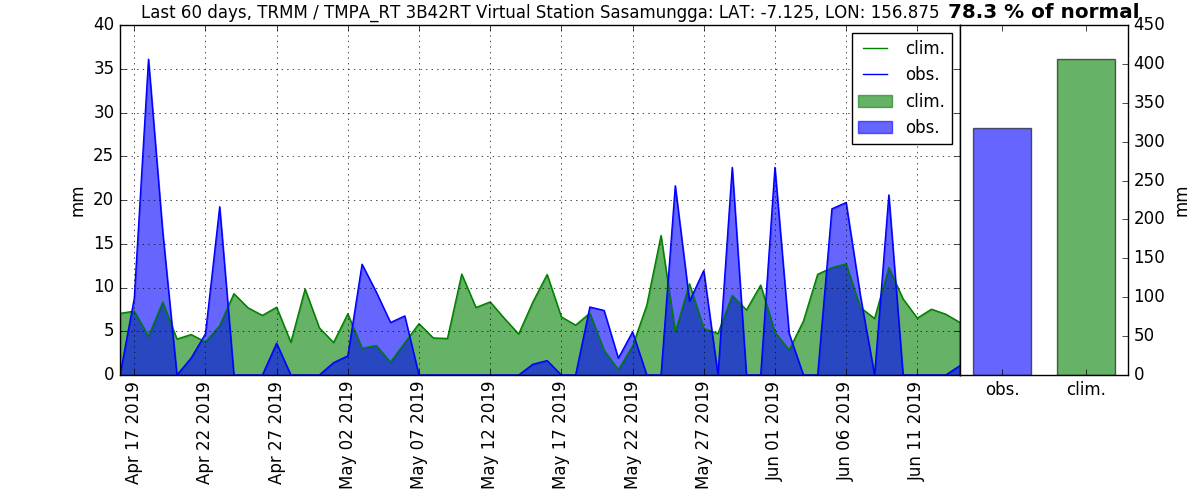 Last 60 days, TRMM / TMPA_RT 3B42RT Virtual Station Sasamungga: LAT: -7.125, LON: 156.875
78.3 % of normal
40
35
30
25
20
15
10
5
0
mm
clim.
obs.
clim.
obs.
Apr 17 2019
Apr 22 2019
Apr 27 2019
May 02 2019
May 07 2019
May 12 2019
May 17 2019
May 22 2019
May 27 2019
Jun 01 2019
Jun 06 2019
Jun 11 2019
450
400
350
300
250
200
150
100
50
0
mm
obs.
clim.